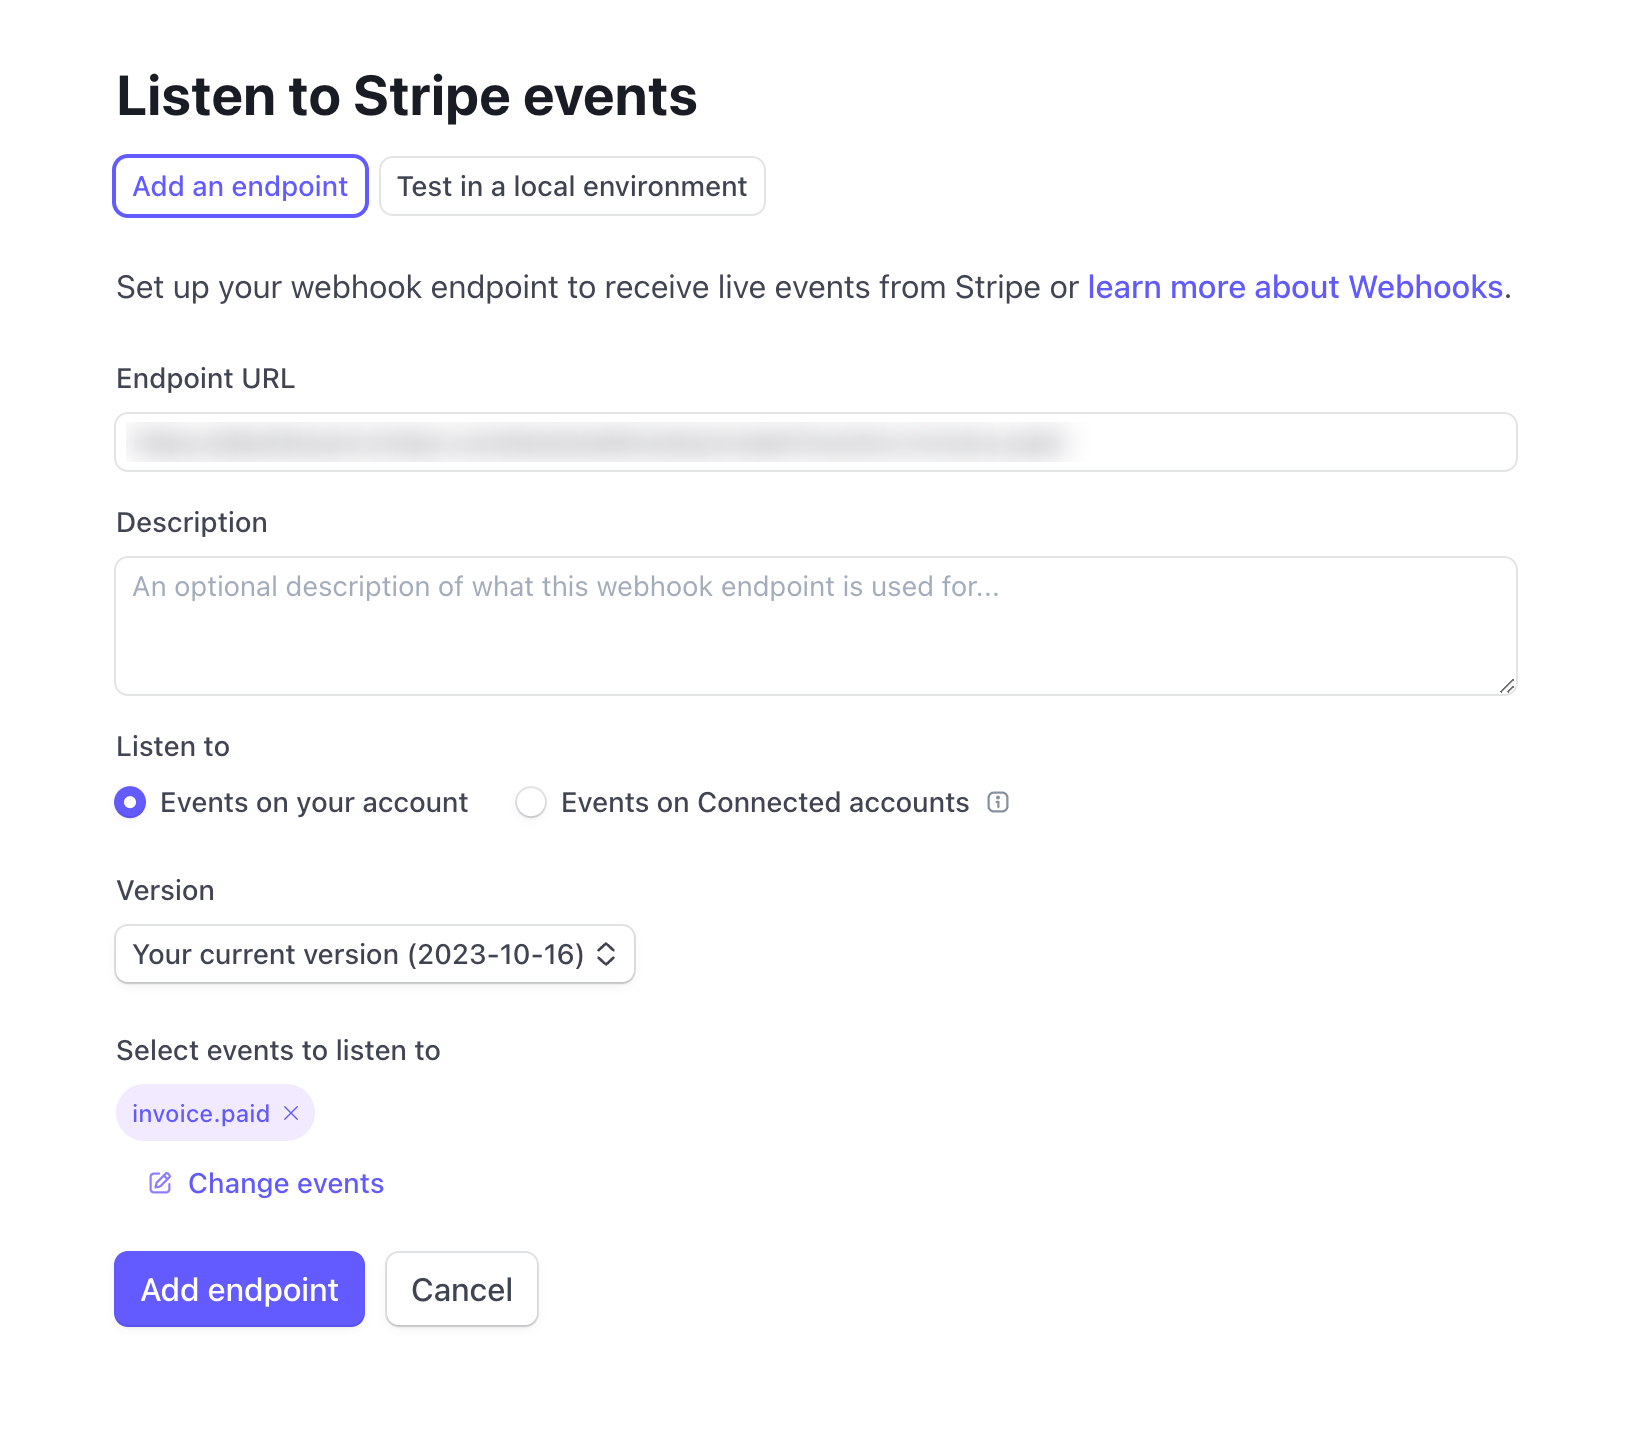 Listen to Stripe events
Add an endpoint Test in a local environment
Set up your webhook endpoint to receive live events from Stripe or learn more about Webhooks.
Endpoint URL
Description
An optional description of what this webhook endpoint is used for...
Listen to
Events on your account Events on Connected accounts
Version
Your current version (2023-10-16)
Select events to listen to
invoice.paid
Change events
Add endpoint Cancel